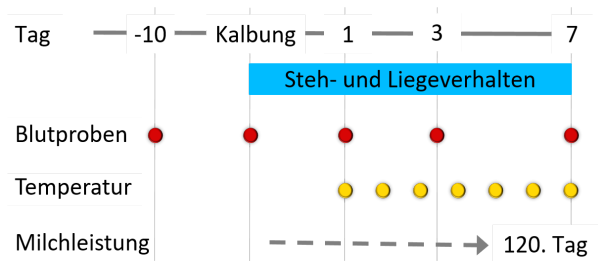 Tag -10 Kalbung 1 3 7
Steh- und Liegeverhalten
Blutproben
Temperatur
Milchleistung 120. Tag